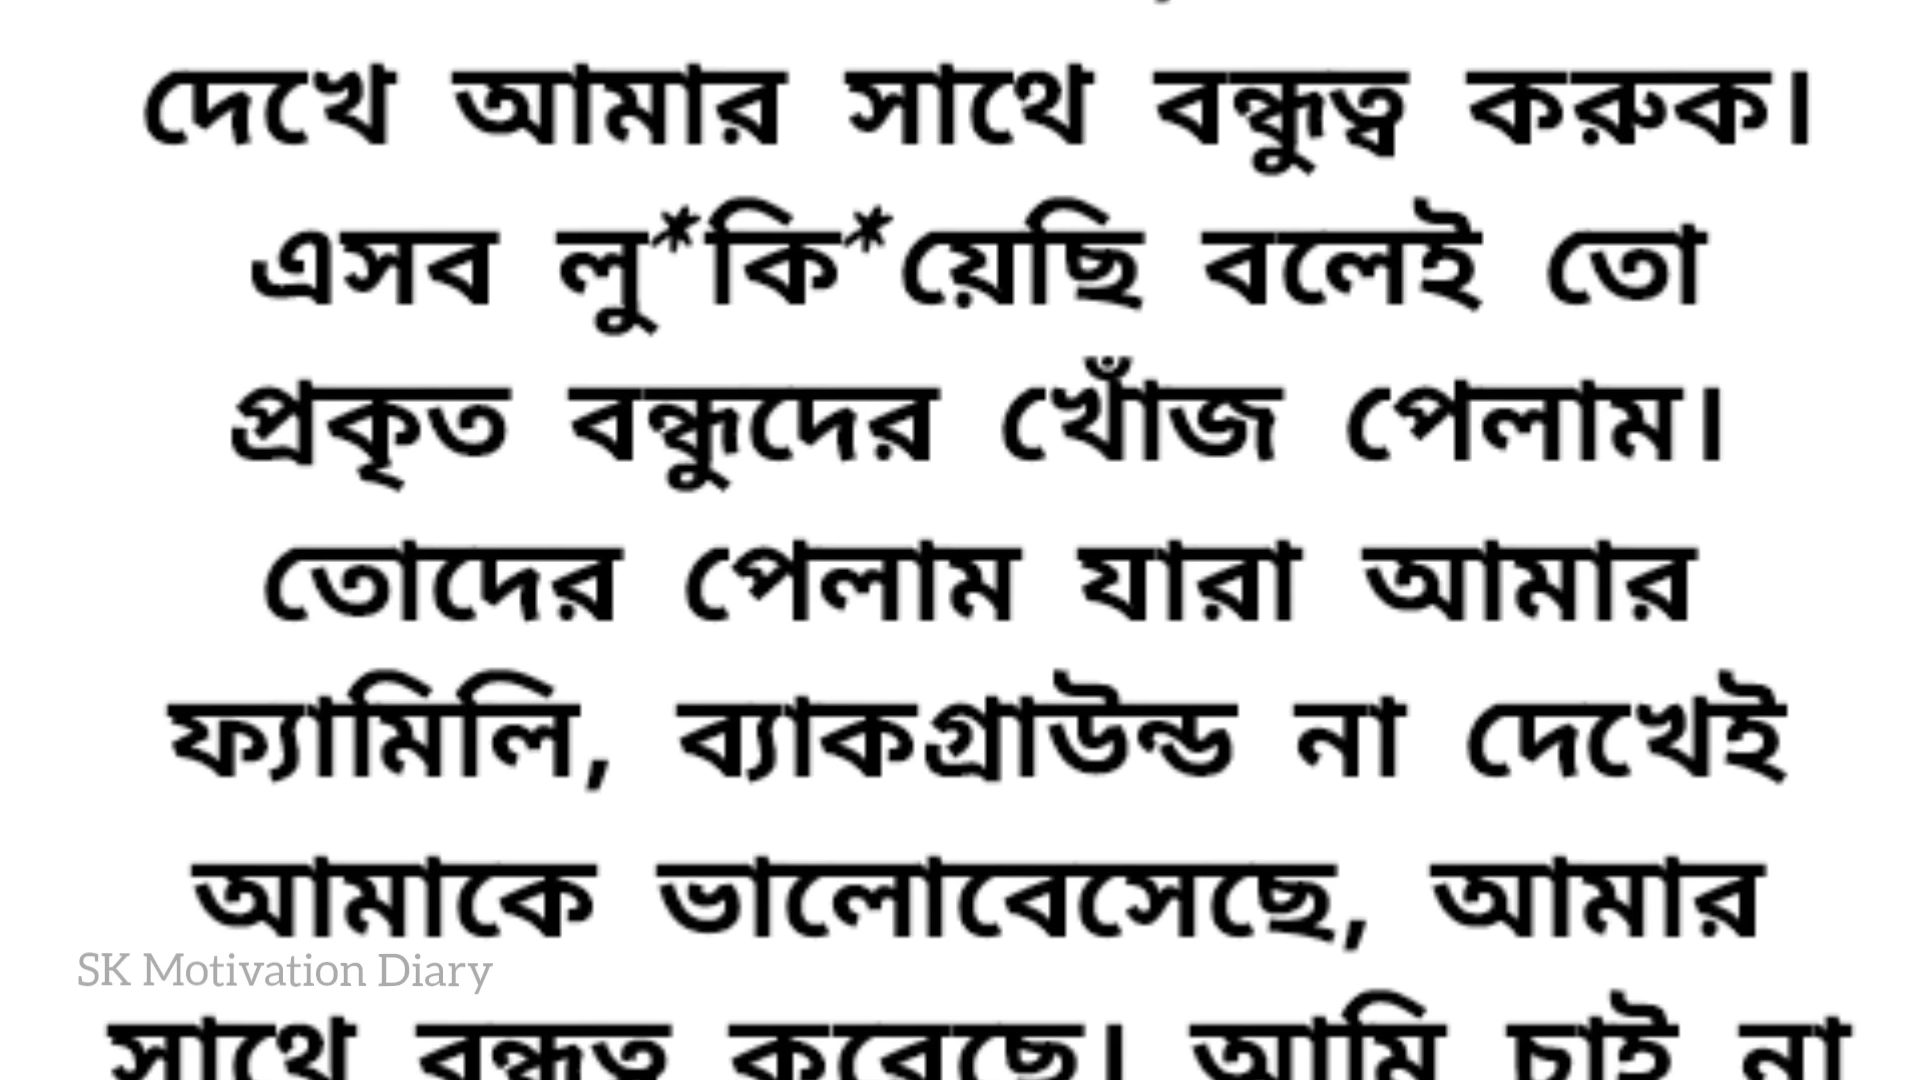 দেখে আমার সাথে বন্ধুত্ব করুক।
এসব লু*কি*য়েছি বলেই তো
প্রকৃত বন্ধুদের খোঁজ পেলাম।
তোদের পেলাম যারা আমার
ফ্যামিলি, ব্যাকগ্রাউন্ড না দেখেই
আমাকে ভালোবেসেছে, আমার
SK Motivation Diary
সাথে বন্ধুত্ব করেছে। আমি চাই না